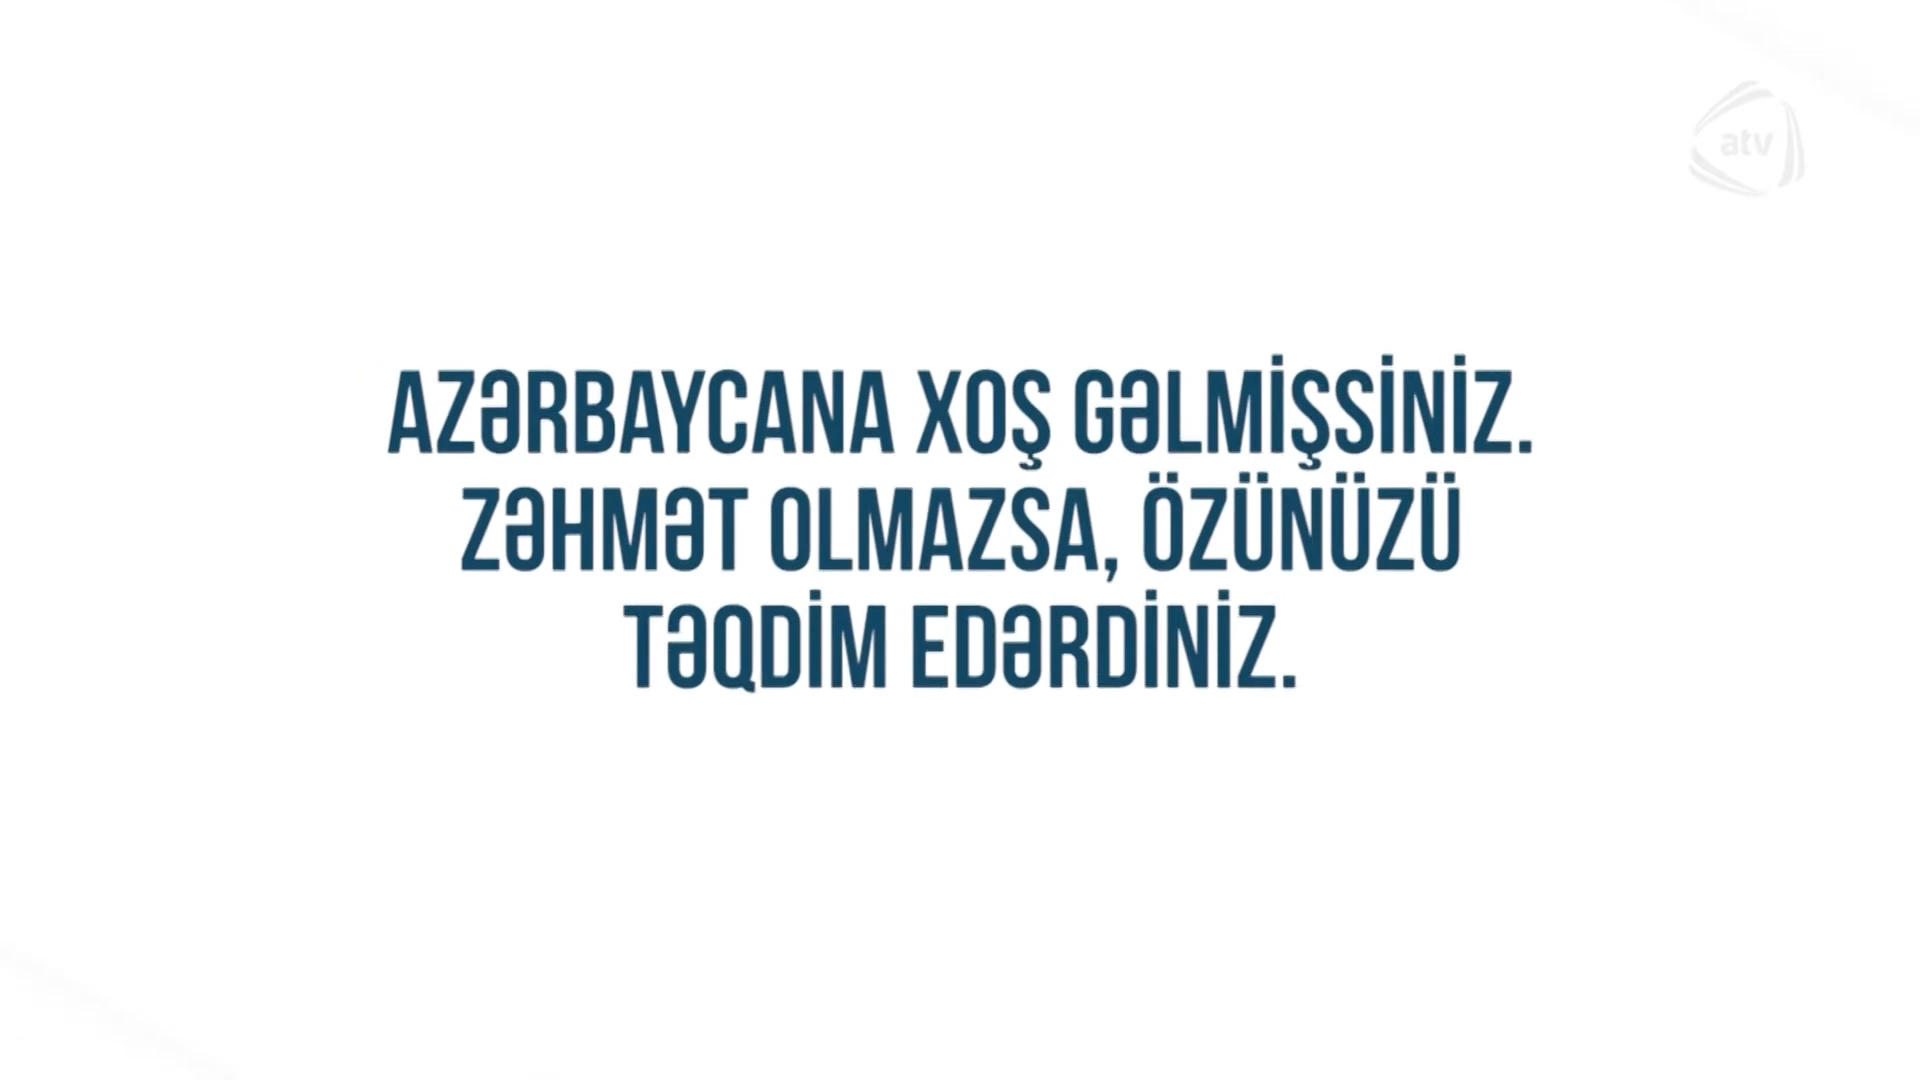 atv
AZƏRBAYCANA XOŞ GƏLMİŞSİNİZ.
ZƏHMƏT OLMAZSA, ÖZÜNÜZÜ
TƏQDİM EDƏRDİNİZ.